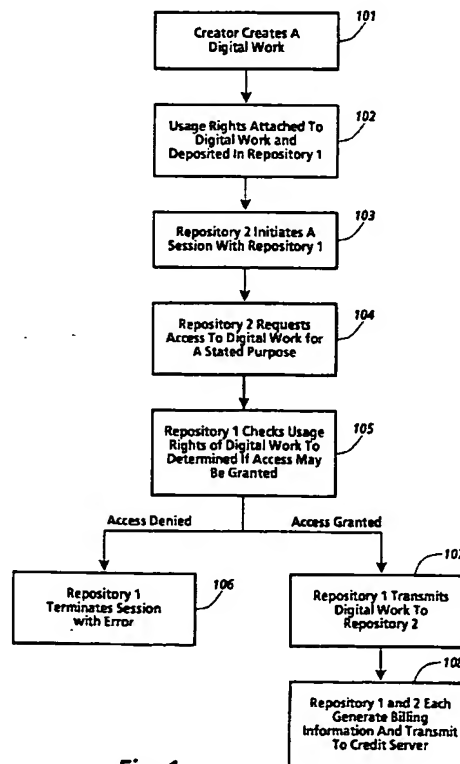 101
Creator Creates A
Digital Work
102
Usage Rights Attached To
Digital Work and
Deposited In Repository 1
103
Repository 2 Initiates A
Session With Repository 1
104
Repository 2 Requests
Access To Digital Work for
A Stated Purpose
105
Repository 1 Checks Usage
Rights of Digital Work To
Determined If Access May
Be Granted
Access Denied
Access Granted
106
Repository 1
Terminates Session
with Error
107
Repository 1 Transmits
Digital Work To
Repository 2
108
Repository 1 and 2 Each
Generate Billing
Information And Transmit
To Credit Server